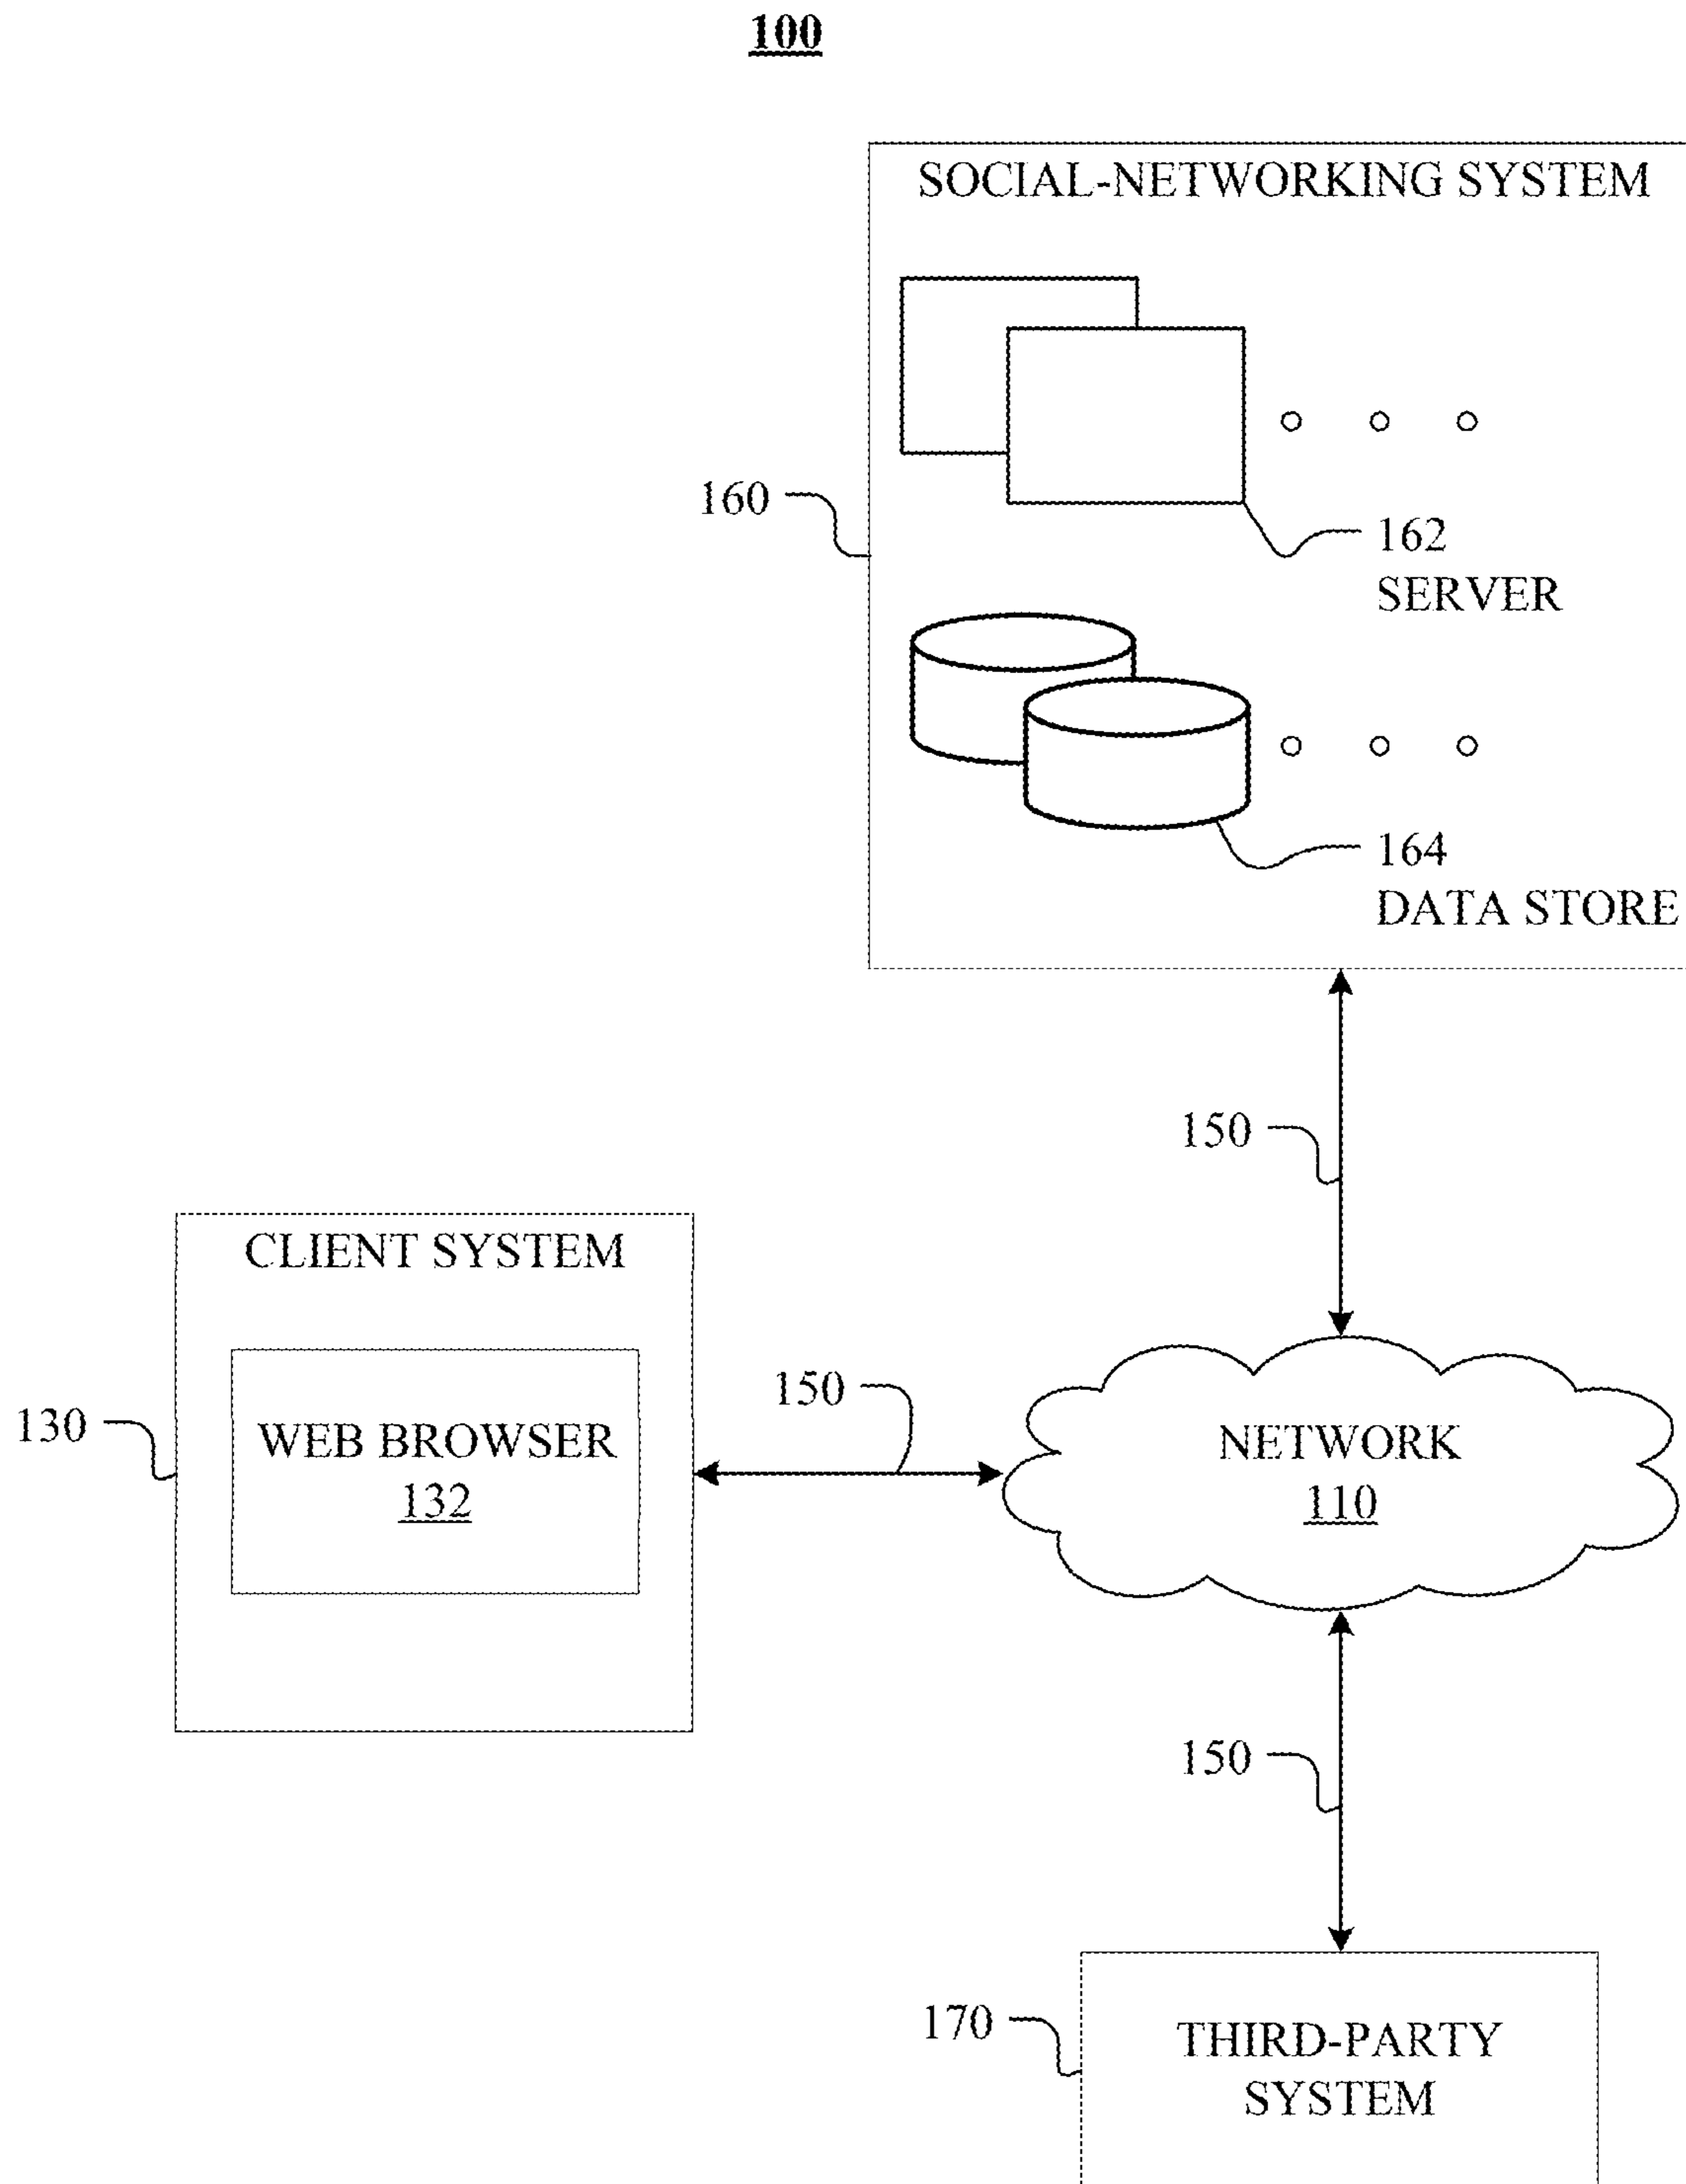 100
SOCIAL-NETWORKING SYSTEM
160
162
SERVER
164
DATA STORE
150
CLIENT SYSTEM
130
WEB BROWSER
132
150
NETWORK
110
150
170
THIRD-PARTY
SYSTEM